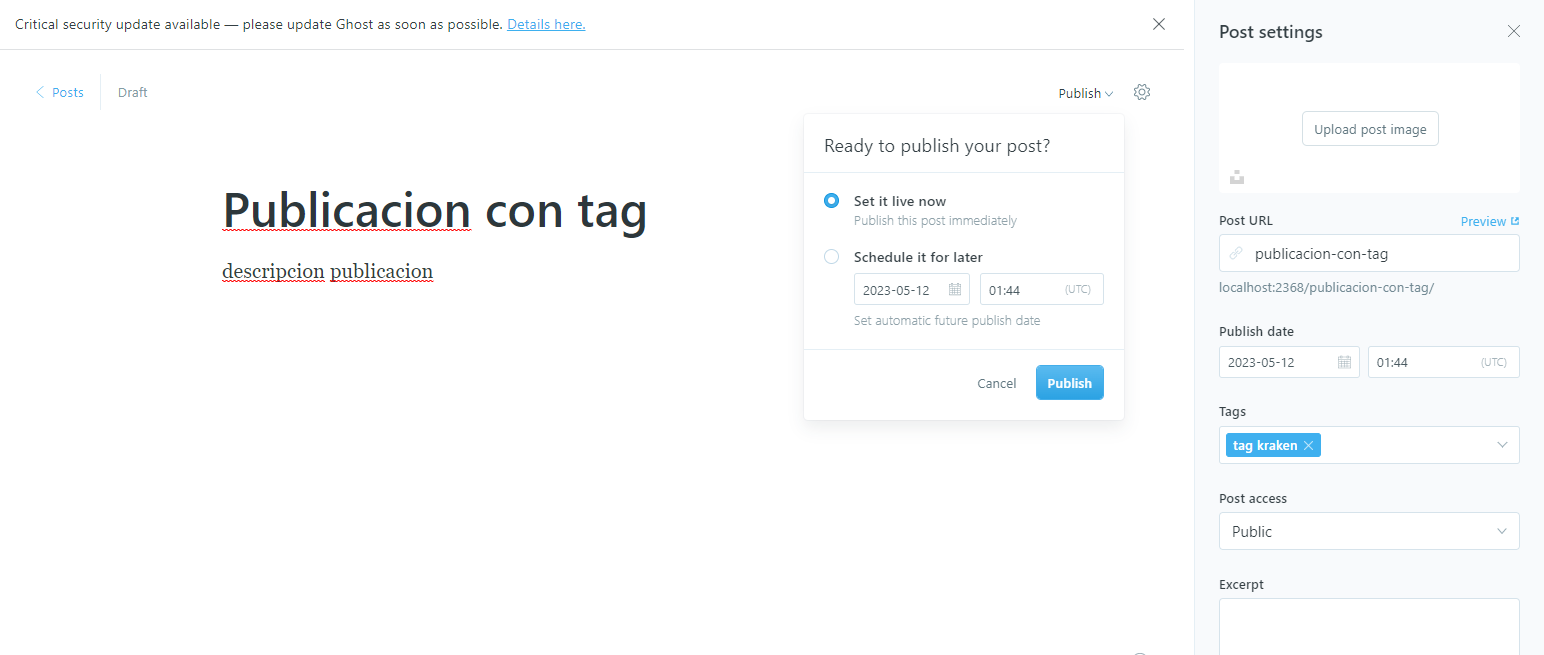 Critical security update available — please update Ghost as soon as possible. Details here.
Posts
Draft
Publish
Ready to publish your post?
Set it live now
Publish this post immediately
Schedule it for later
2023-05-12
01:44
(UTC)
Set automatic future publish date
Cancel
Publish
Publicacion con tag
descripcion publicacion
Post settings
Upload post image
Post URL
Preview
publicacion-con-tag
localhost:2368/publicacion-con-tag/
Publish date
2023-05-12
01:44
(UTC)
Tags
tag kraken
Post access
Public
Excerpt